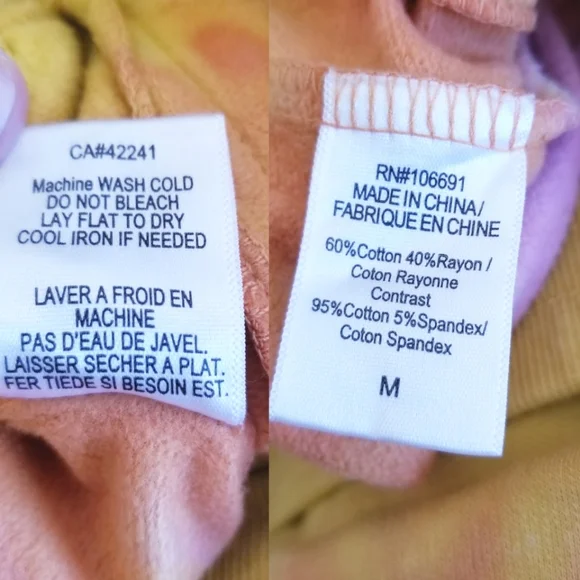 CA#42241
Machine WASH COLD
DO NOT BLEACH
LAY FLAT TO DRY
COOL IRON IF NEEDED
LAVER A FROID EN
MACHINE
PAS D'EAU DE JAVEL.
LAISSER SECHER A PLAT.
FER TIEDE SI BESOIN EST.
RN#106691
MADE IN CHINA/
FABRIQUE EN CHINE
60%Cotton 40%Rayon /
Coton Rayonne
Contrast
95%Cotton 5%Spandex/
Coton Spandex
M